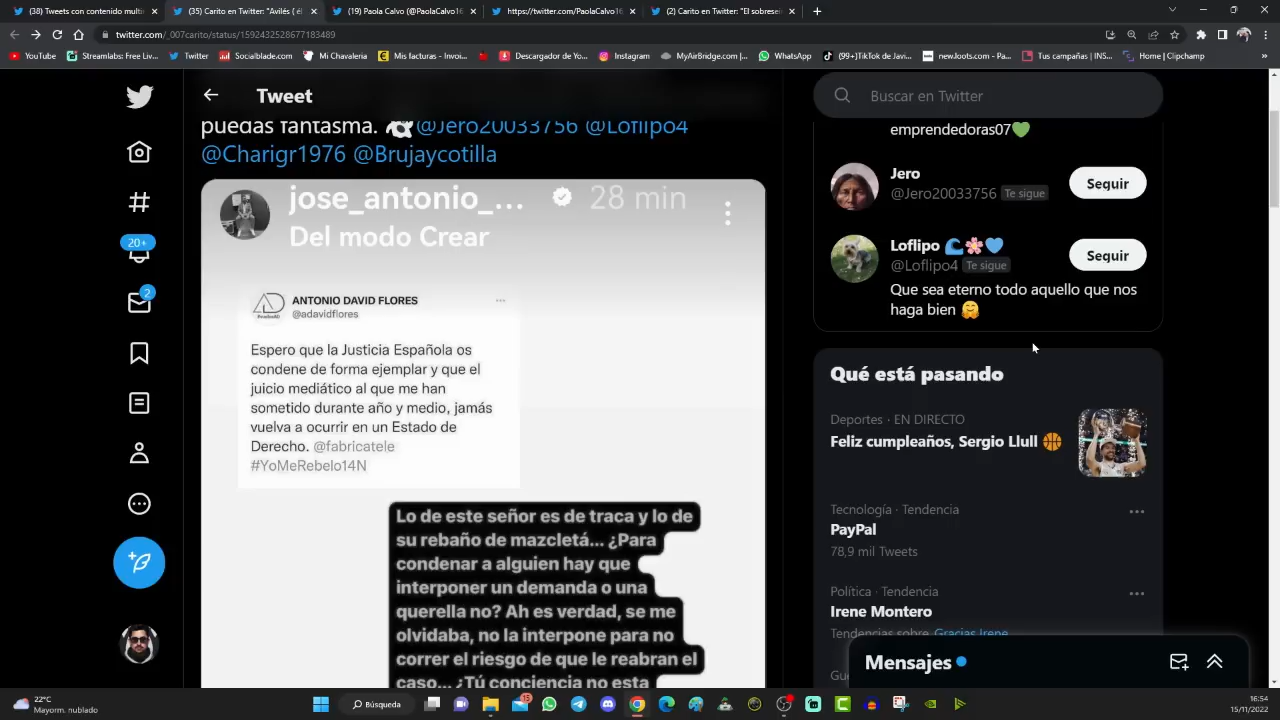 (38) Tweets con contenido multi
(35) Carito en Twitter: "Avilés ( él
(19) Paola Calvo (@PaolaCalvo16
https://twitter.com/PaolaCalvo16
(2) Carito en Twitter: "El sobresei
twitter.com/_007carito/status/1592432528677183489
YouTube
Streamlabs: Free Liv...
Twitter
Socialblade.com
Mi Chavaleria
Mis facturas - Invoi...
Descargador de Yo...
Instagram
MyAirBridge.com |...
WhatsApp
(99+)TikTok de Javi...
new.loots.com - Pa...
Tus campañas | INS...
Home | Clipchamp
Tweet
puedas fantasma. @Jero20033756 @Loflipo4
@Charigr1976 @Brujaycotilla
jose_antonio_... 28 min
Del modo Crear
ANTONIO DAVID FLORES
@adavidflores
Espero que la Justicia Española os
condene de forma ejemplar y que el
juicio mediático al que me han
sometido durante año y medio, jamás
vuelva a ocurrir en un Estado de
Derecho. @fabricatele
#YoMeRebelo14N
Lo de este señor es de traca y lo de
su rebaño de mazcletá... ¿Para
condenar a alguien hay que
interponer un demanda o una
querella no? Ah es verdad, se me
olvidaba, no la interpone para no
correr el riesgo de que le reabran el
caso... ¿Tú conciencia no esta
20+
2
Buscar en Twitter
emprendedoras07💚
Jero
@Jero20033756 Te sigue
Seguir
Loflipo 🌊🌸💙
@Loflipo4 Te sigue
Seguir
Que sea eterno todo aquello que nos
haga bien 🤗
Qué está pasando
Deportes · EN DIRECTO
Feliz cumpleaños, Sergio Llull 🏀
Tecnología · Tendencia
PayPal
78,9 mil Tweets
Política · Tendencia
Irene Montero
Tendencias sobre Gracias Irene
Mensajes
22°C
Mayorm. nublado
Búsqueda
15
16:54
15/11/2022